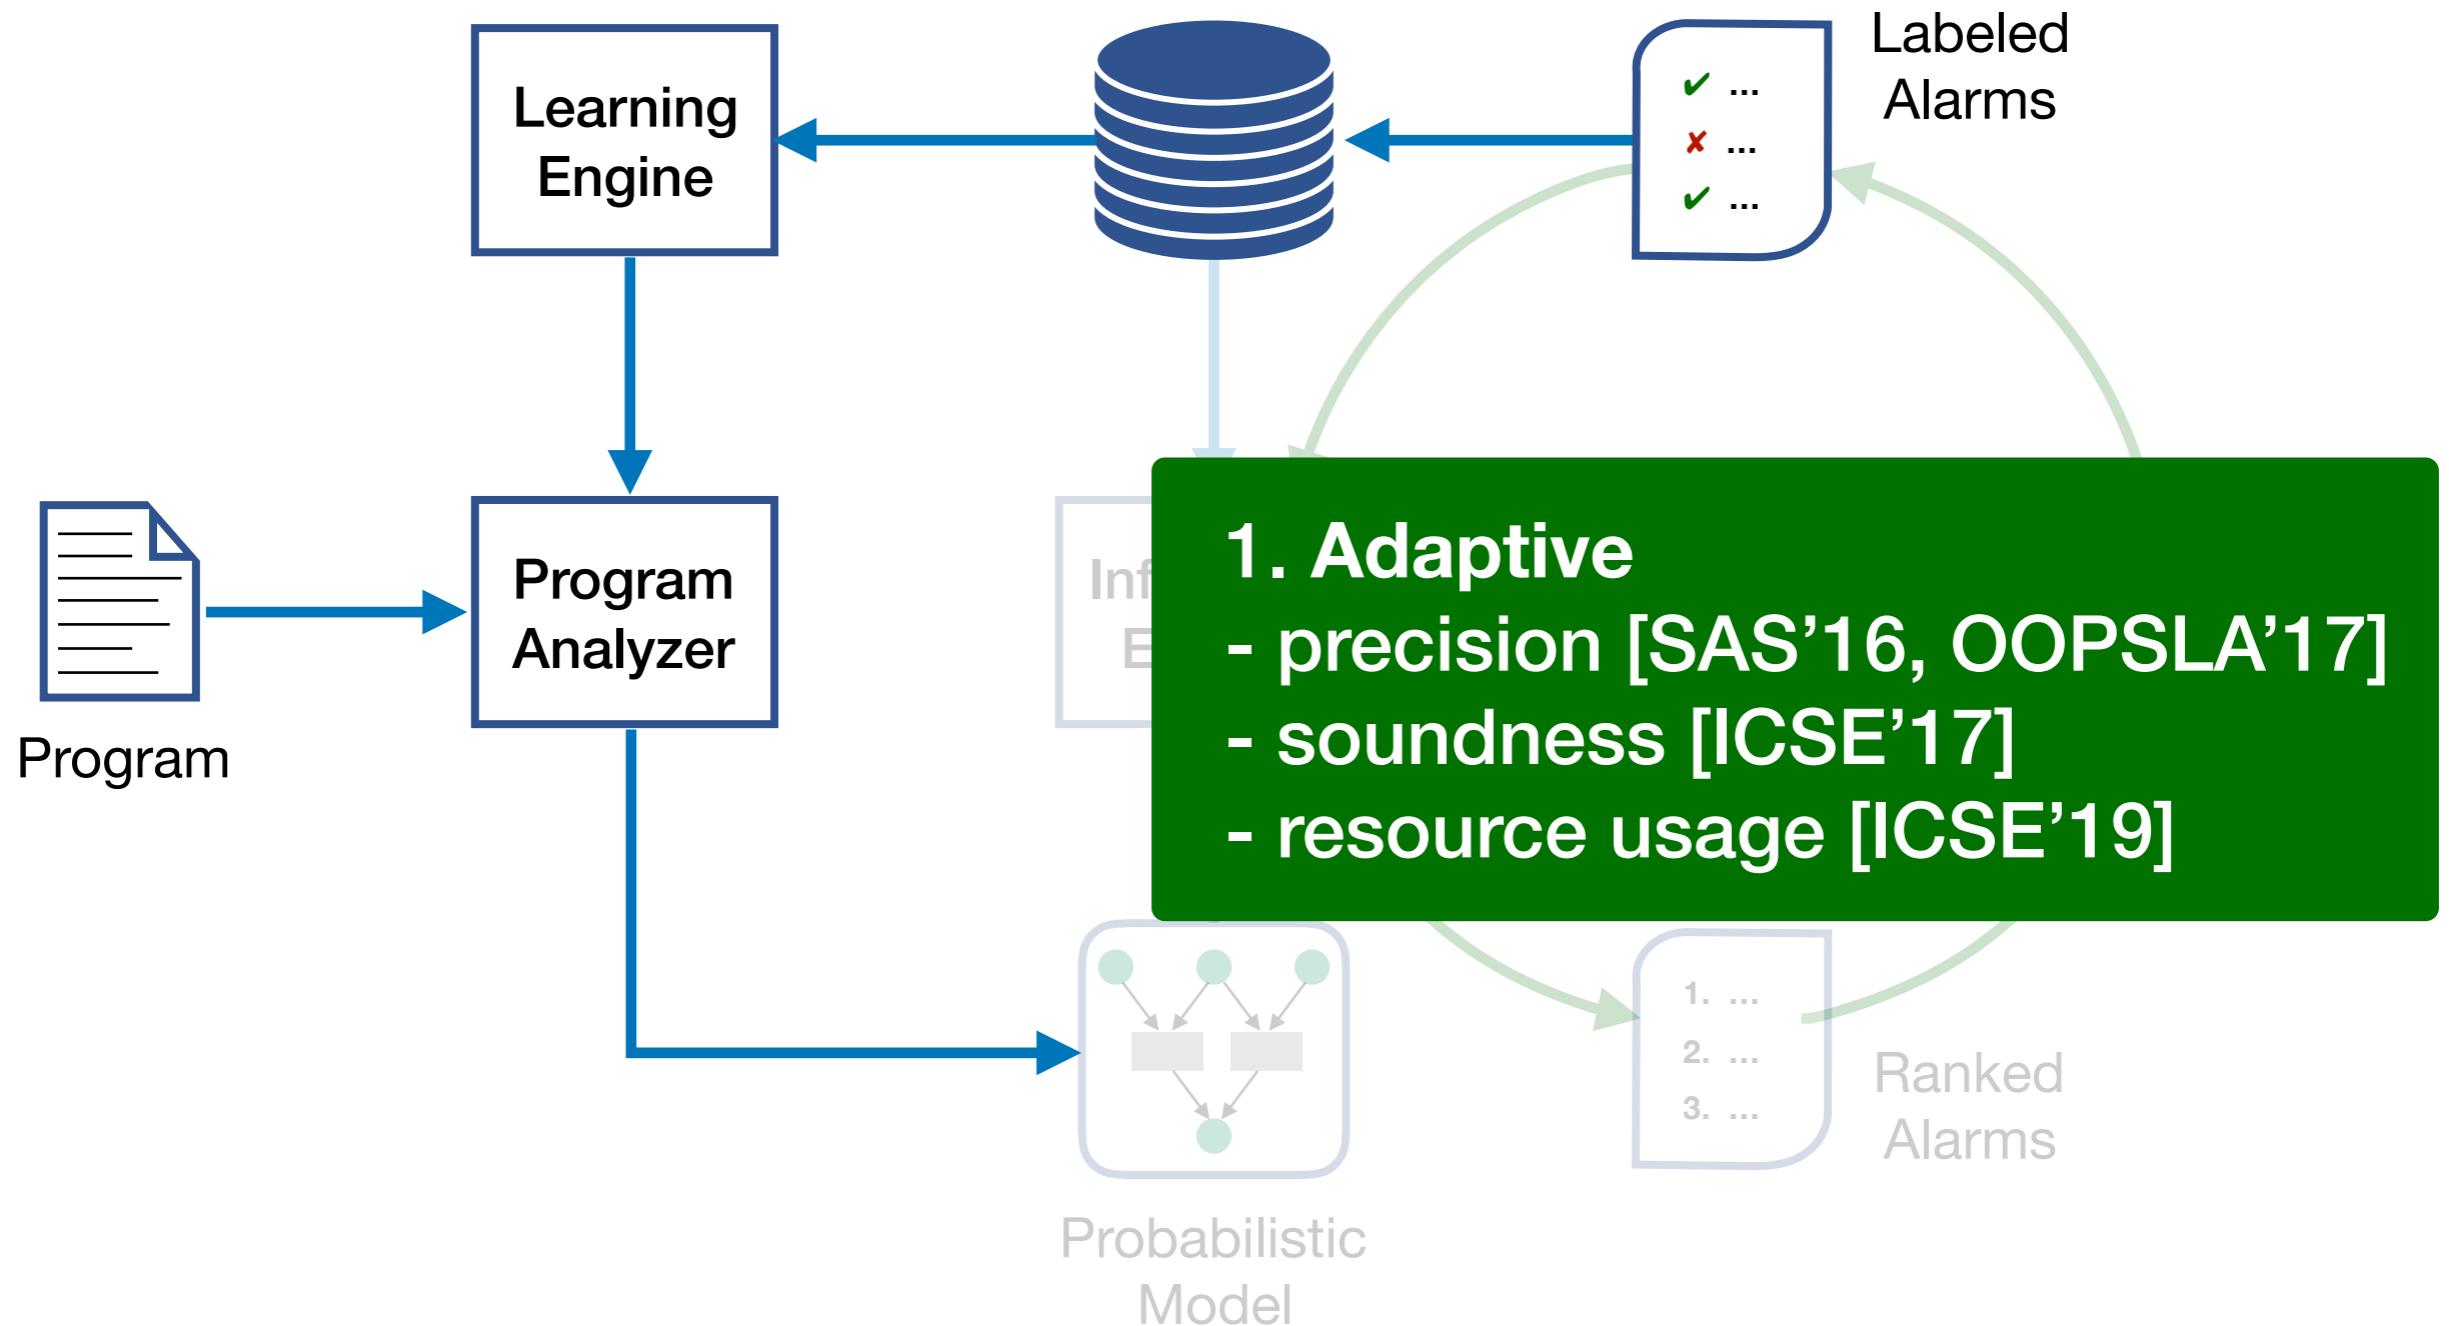 Learning
Engine
✔ ...
✘ ...
✔ ...
Labeled
Alarms
Program
Program
Analyzer
1. Adaptive
- precision [SAS’16, OOPSLA’17]
- soundness [ICSE’17]
- resource usage [ICSE’19]
1. ...
2. ...
3. ...
Ranked
Alarms
Probabilistic
Model